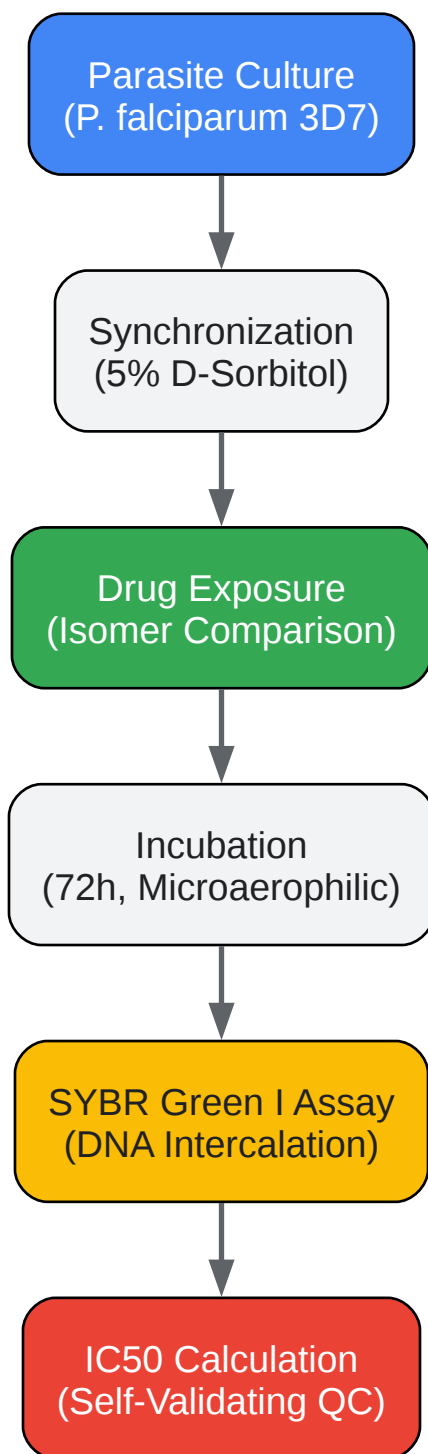 Parasite Culture
(P. falciparum 3D7)
Synchronization
(5% D-Sorbitol)
Drug Exposure
(Isomer Comparison)
Incubation
(72h, Microaerophilic)
SYBR Green I Assay
(DNA Intercalation)
IC50 Calculation
(Self-Validating QC)